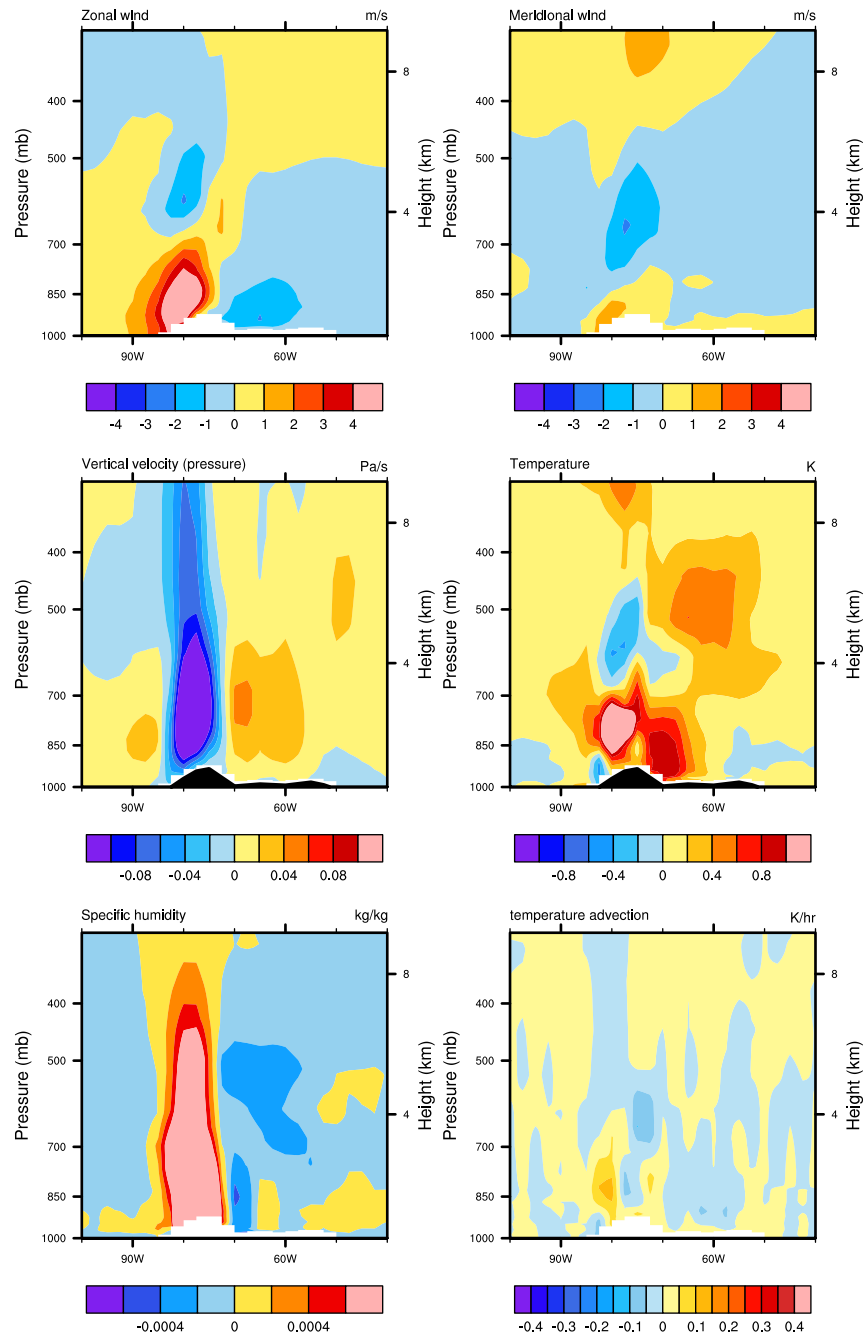 Zonal wind m/s
Pressure (mb)
400
500
700
850
1000
90W 60W
8
4
Height (km)
-4 -3 -2 -1 0 1 2 3 4
Meridional wind m/s
Pressure (mb)
400
500
700
850
1000
90W 60W
8
4
Height (km)
-4 -3 -2 -1 0 1 2 3 4
Vertical velocity (pressure) Pa/s
Pressure (mb)
400
500
700
850
1000
90W 60W
8
4
Height (km)
-0.08 -0.04 0 0.04 0.08
Temperature K
Pressure (mb)
400
500
700
850
1000
90W 60W
8
4
Height (km)
-0.8 -0.4 0 0.4 0.8
Specific humidity kg/kg
Pressure (mb)
400
500
700
850
1000
90W 60W
8
4
Height (km)
-0.0004 0 0.0004
temperature advection K/hr
Pressure (mb)
400
500
700
850
1000
90W 60W
8
4
Height (km)
-0.4 -0.3 -0.2 -0.1 0 0.1 0.2 0.3 0.4